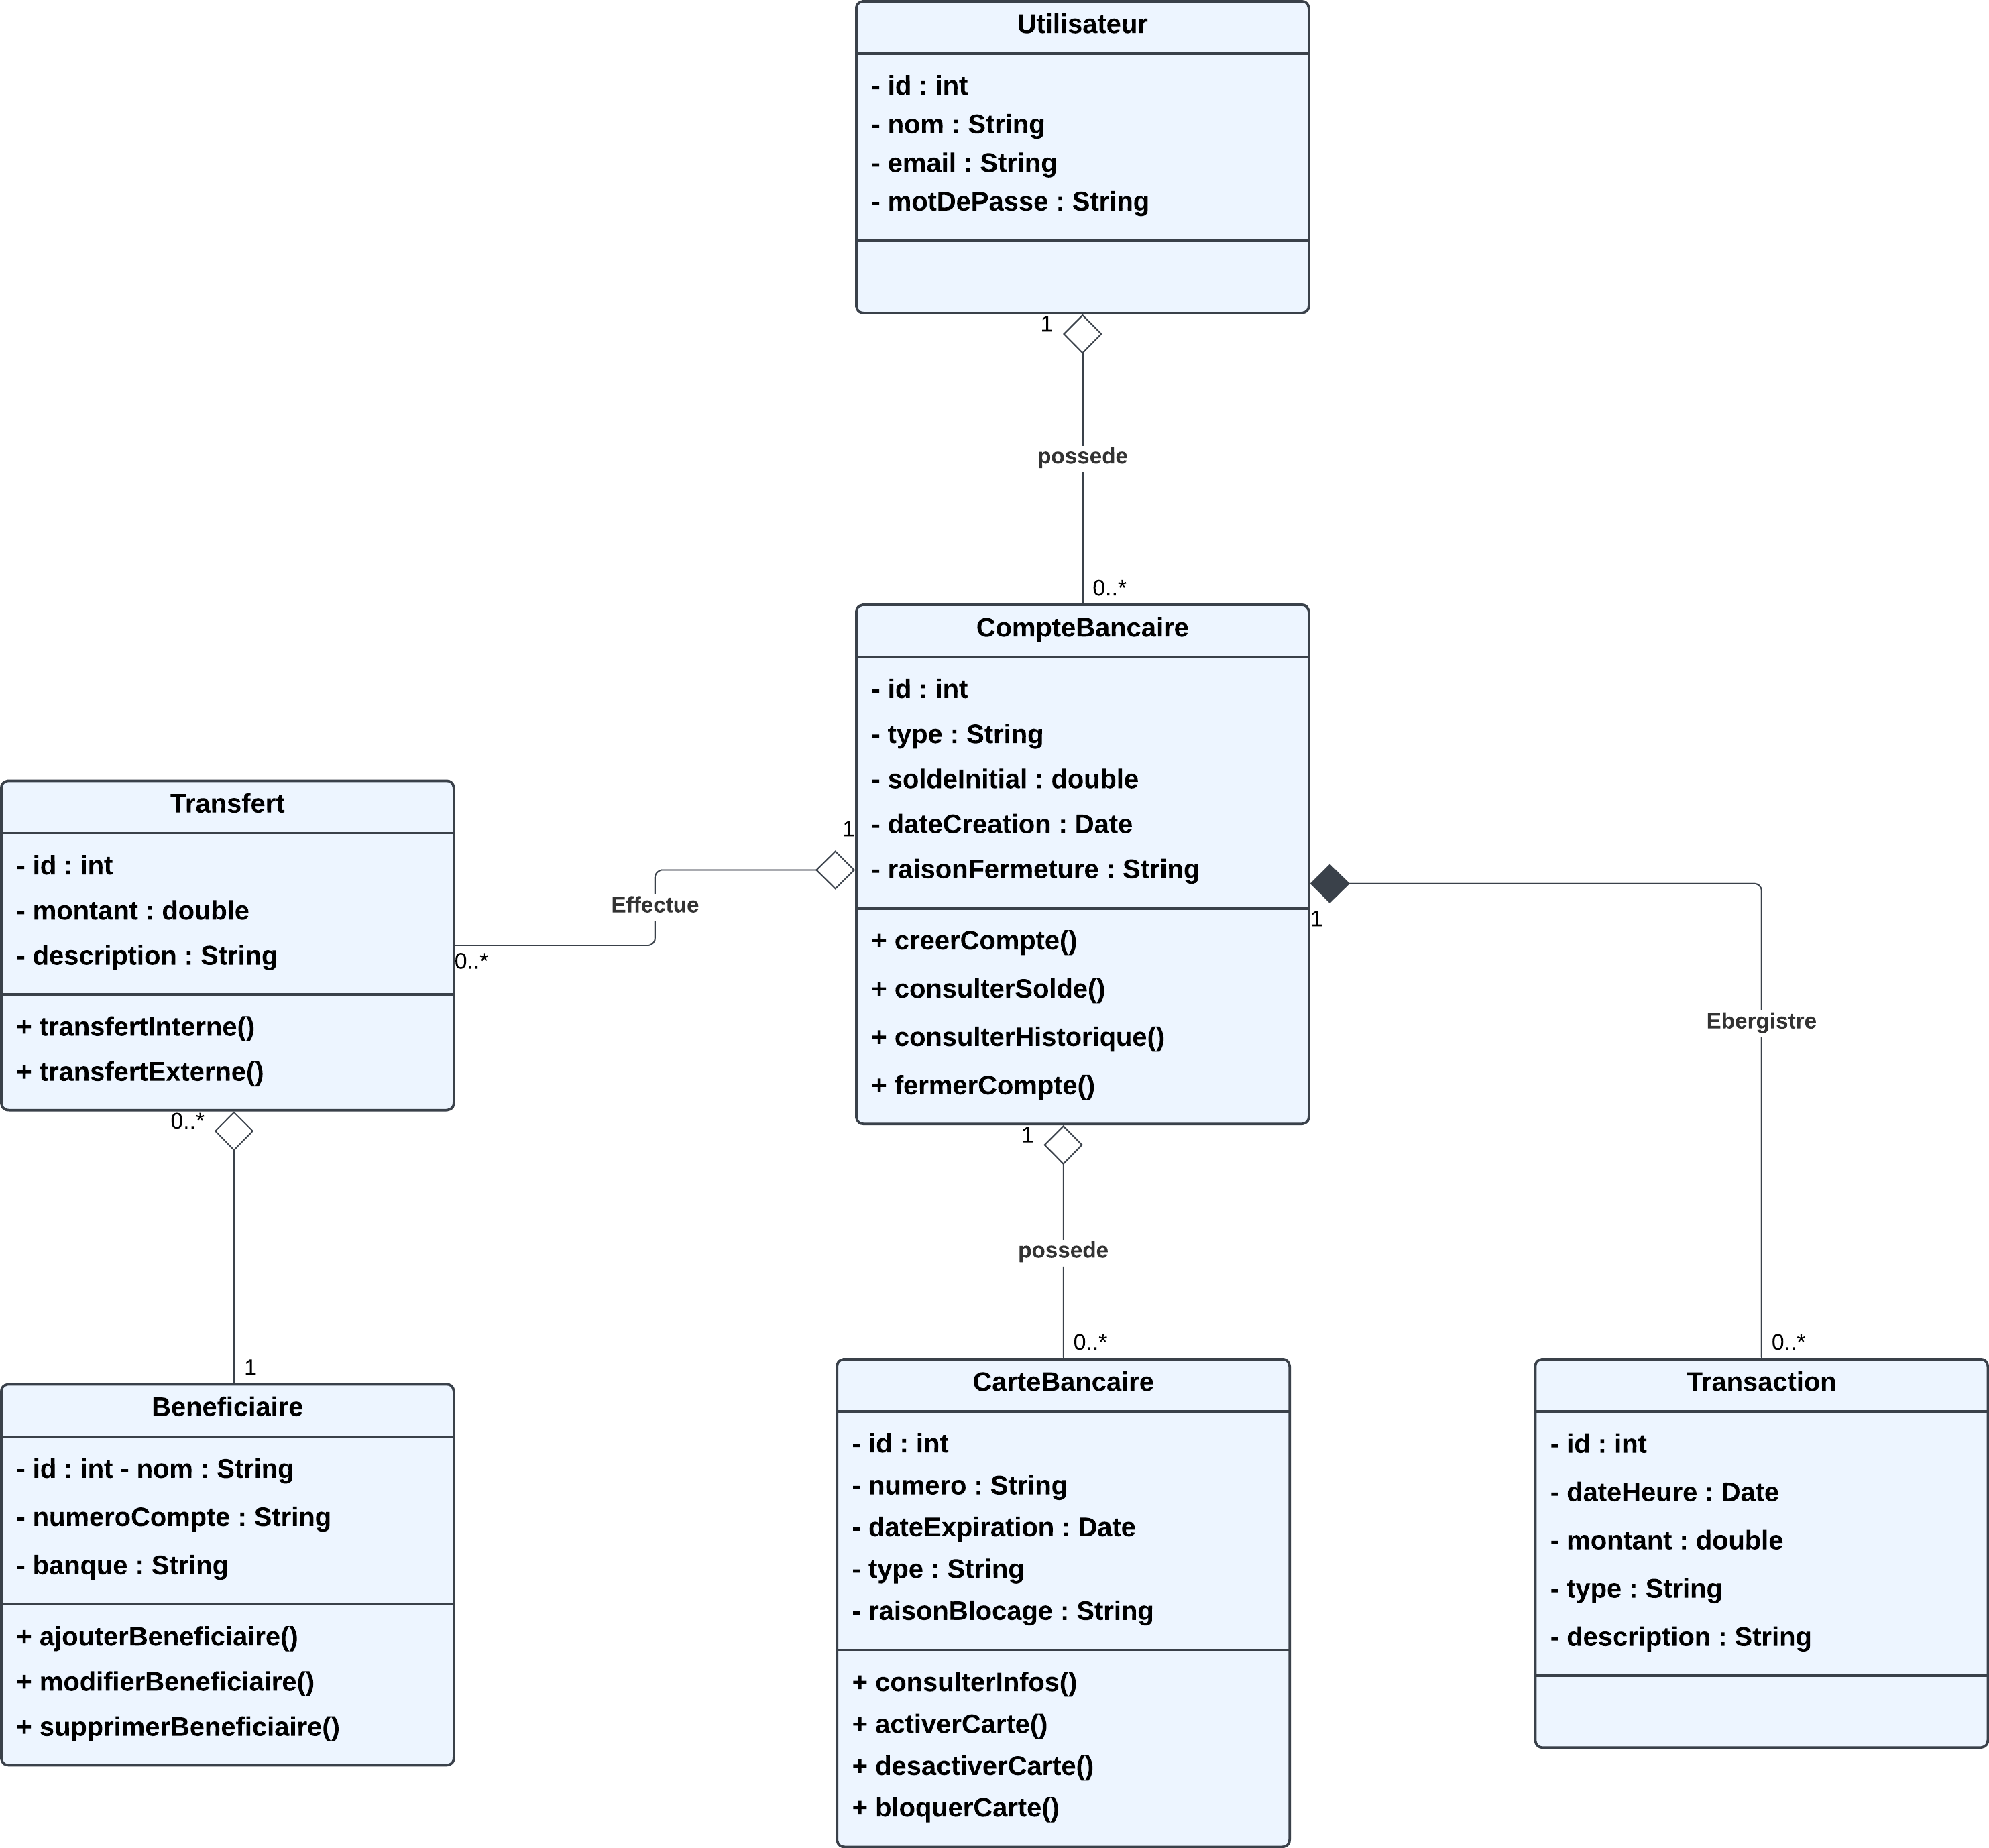 Utilisateur
- id : int
- nom : String
- email : String
- motDePasse : String
1
possede
0..*
CompteBancaire
- id : int
- type : String
- soldeInitial : double
- dateCreation : Date
- raisonFermeture : String
+ creerCompte()
+ consulterSolde()
+ consulterHistorique()
+ fermerCompte()
1
Effectue
0..*
Transfert
- id : int
- montant : double
- description : String
+ transfertInterne()
+ transfertExterne()
0..*
1
Beneficiaire
- id : int - nom : String
- numeroCompte : String
- banque : String
+ ajouterBeneficiaire()
+ modifierBeneficiaire()
+ supprimerBeneficiaire()
1
possede
0..*
CarteBancaire
- id : int
- numero : String
- dateExpiration : Date
- type : String
- raisonBlocage : String
+ consulterInfos()
+ activerCarte()
+ desactiverCarte()
+ bloquerCarte()
1
Ebergistre
0..*
Transaction
- id : int
- dateHeure : Date
- montant : double
- type : String
- description : String